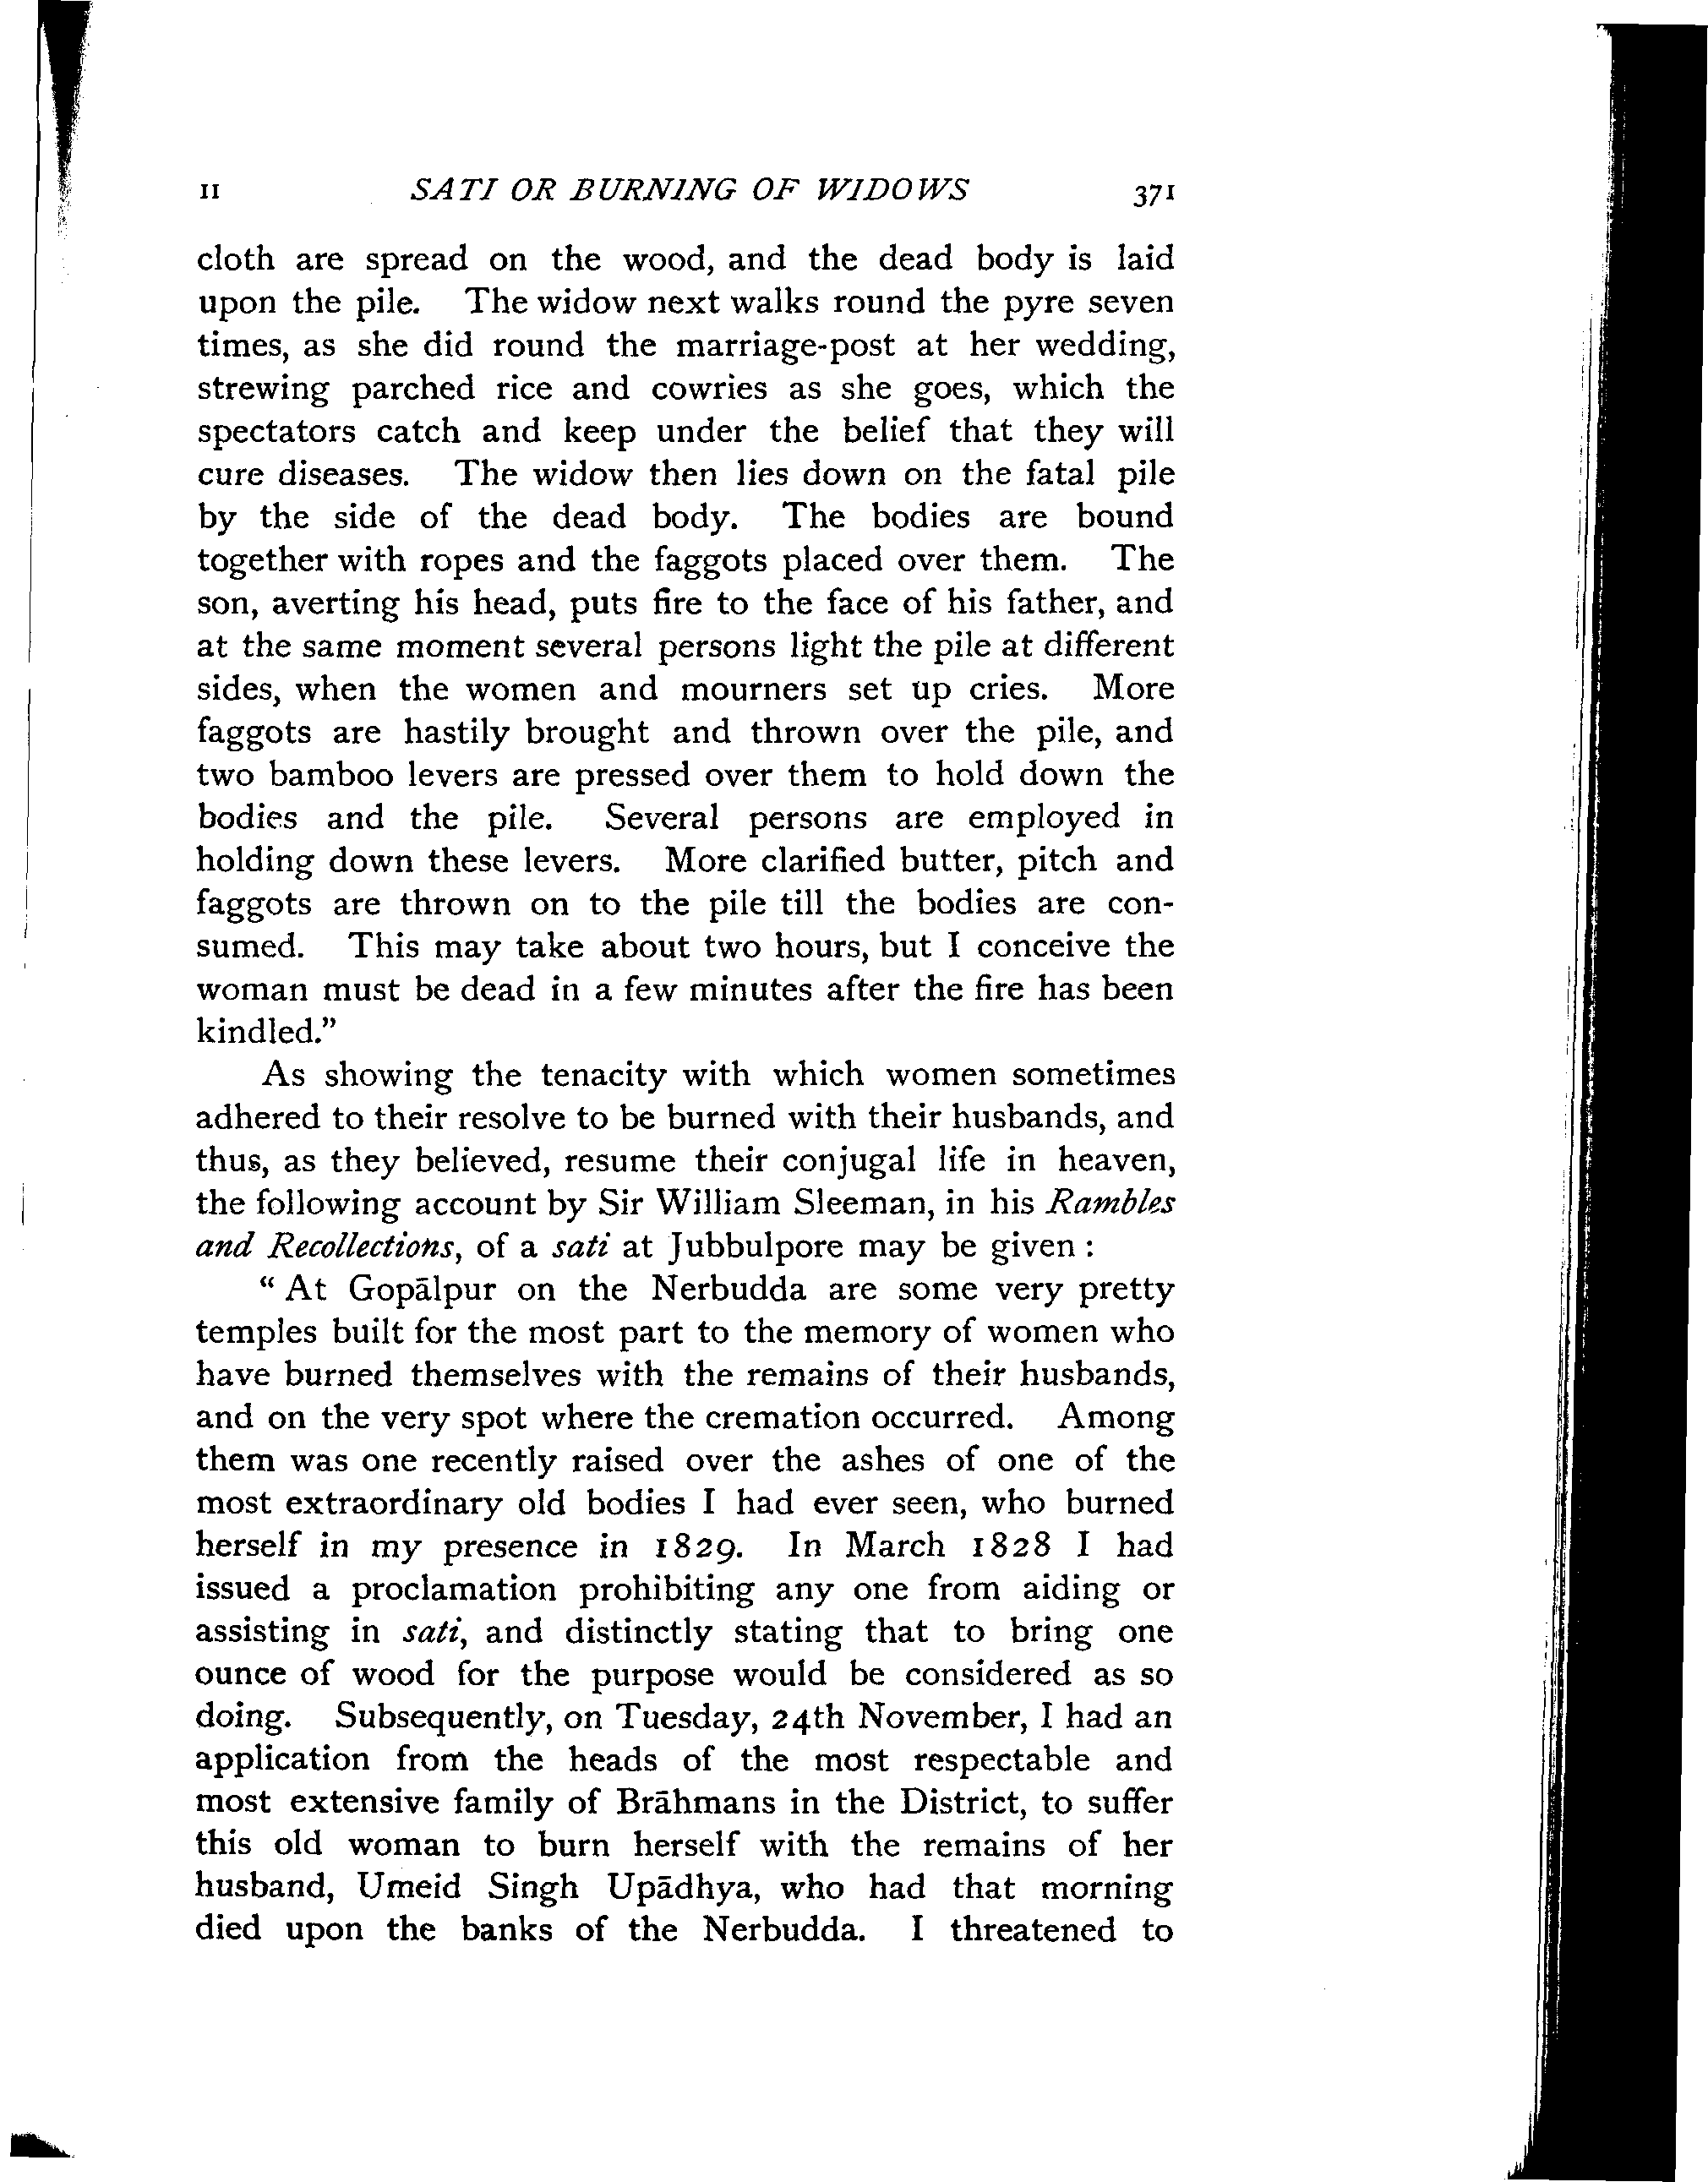 II SATI OR BURNING OF WIDOWS 371
cloth are spread on the wood, and the dead body is laid
upon the pile. The widow next walks round the pyre seven
times, as she did round the marriage-post at her wedding,
strewing parched rice and cowries as she goes, which the
spectators catch and keep under the belief that they will
cure diseases. The widow then lies down on the fatal pile
by the side of the dead body. The bodies are bound
together with ropes and the faggots placed over them. The
son, averting his head, puts fire to the face of his father, and
at the same moment several persons light the pile at different
sides, when the women and mourners set up cries. More
faggots are hastily brought and thrown over the pile, and
two bamboo levers are pressed over them to hold down the
bodies and the pile. Several persons are employed in
holding down these levers. More clarified butter, pitch and
faggots are thrown on to the pile till the bodies are con-
sumed. This may take about two hours, but I conceive the
woman must be dead in a few minutes after the fire has been
kindled.”
As showing the tenacity with which women sometimes
adhered to their resolve to be burned with their husbands, and
thus, as they believed, resume their conjugal life in heaven,
the following account by Sir William Sleeman, in his Rambles
and Recollections, of a sati at Jubbulpore may be given :
“ At Gopālpur on the Nerbudda are some very pretty
temples built for the most part to the memory of women who
have burned themselves with the remains of their husbands,
and on the very spot where the cremation occurred. Among
them was one recently raised over the ashes of one of the
most extraordinary old bodies I had ever seen, who burned
herself in my presence in 1829. In March 1828 I had
issued a proclamation prohibiting any one from aiding or
assisting in sati, and distinctly stating that to bring one
ounce of wood for the purpose would be considered as so
doing. Subsequently, on Tuesday, 24th November, I had an
application from the heads of the most respectable and
most extensive family of Brāhmans in the District, to suffer
this old woman to burn herself with the remains of her
husband, Umeid Singh Upādhya, who had that morning
died upon the banks of the Nerbudda. I threatened to